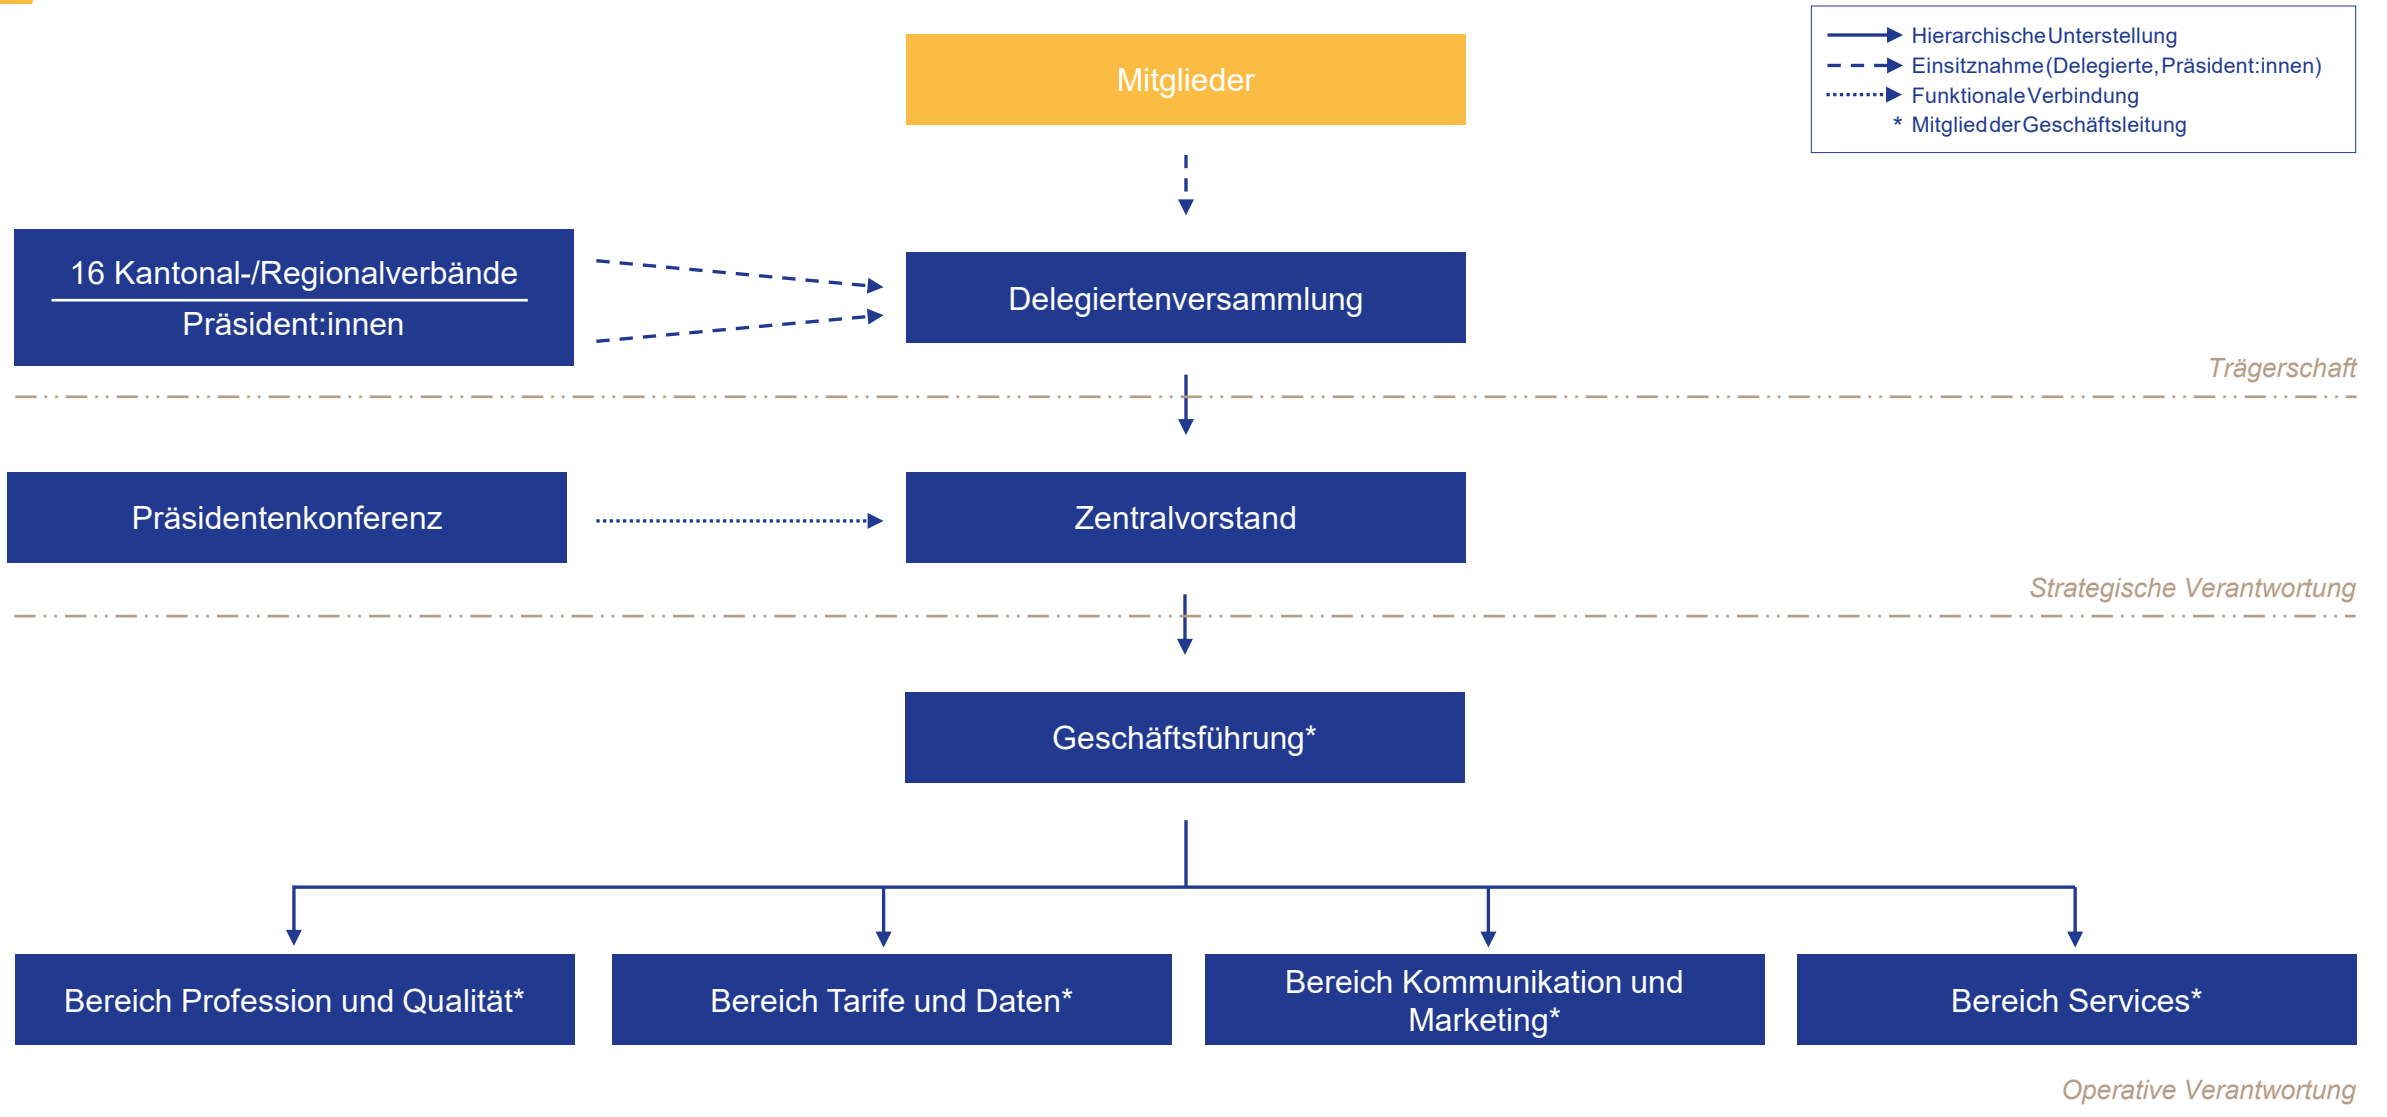 Mitglieder
Hierarchische Unterstellung
Einsitznahme (Delegierte, Präsident:innen)
Funktionale Verbindung
* Mitglied der Geschäftsleitung
16 Kantonal-/Regionalverbände
Präsident:innen
Delegiertenversammlung
Trägerschaft
Präsidentenkonferenz
Zentralvorstand
Strategische Verantwortung
Geschäftsführung*
Bereich Profession und Qualität*
Bereich Tarife und Daten*
Bereich Kommunikation und
Marketing*
Bereich Services*
Operative Verantwortung